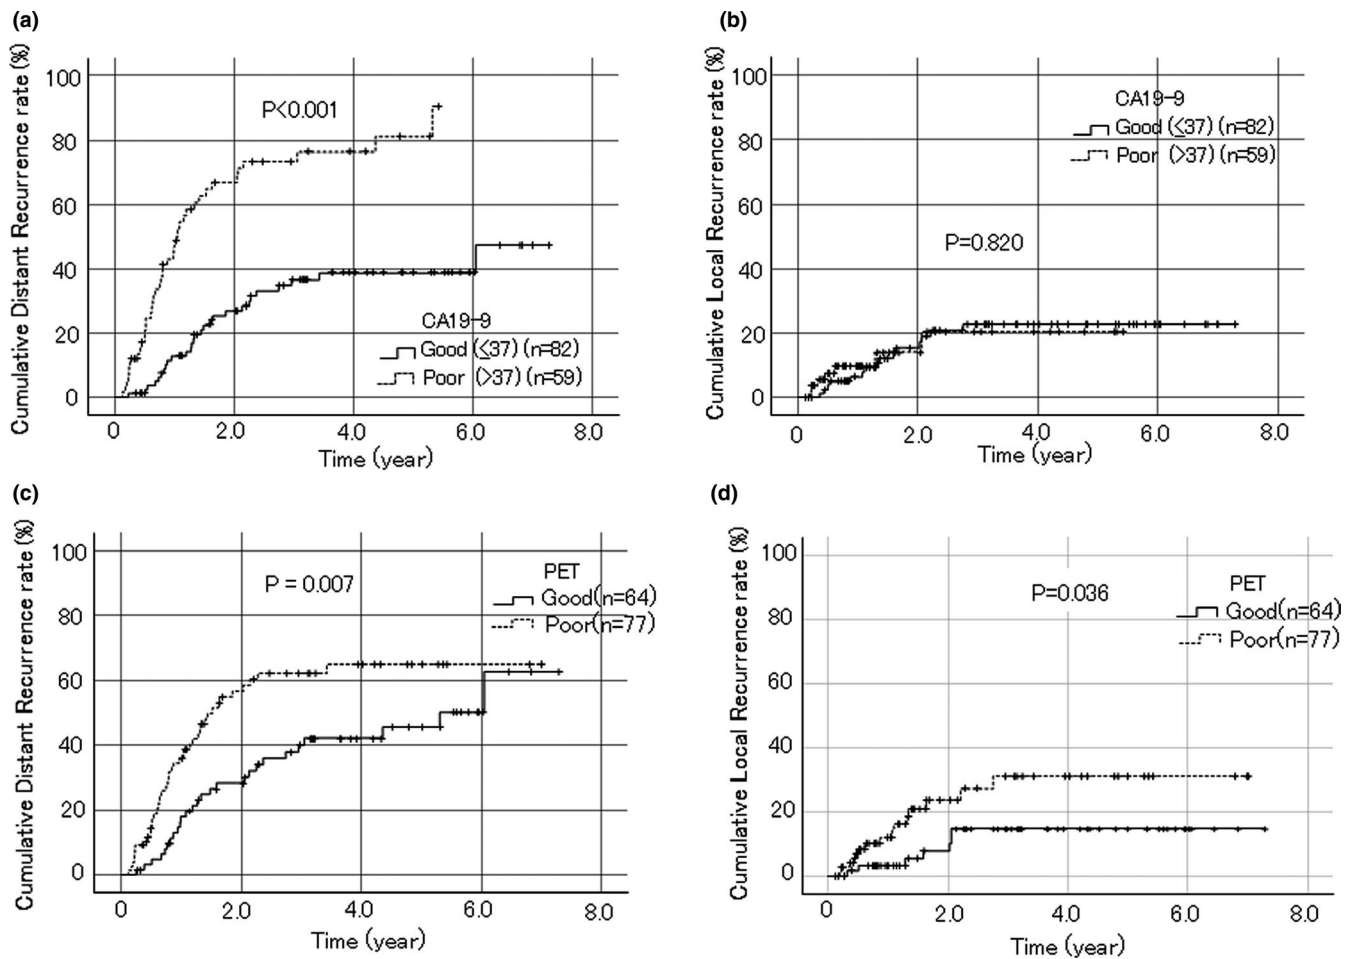 (a)
Cumulative Distant Recurrence rate (%)
100
80
60
40
20
0
P<0.001
CA19-9
Good (≤37) (n=82)
Poor (>37) (n=59)
0 2.0 4.0 6.0 8.0
Time (year)
(b)
Cumulative Local Recurrence rate (%)
100
80
60
40
20
0
CA19-9
Good (≤37) (n=82)
Poor (>37) (n=59)
P=0.820
0 2.0 4.0 6.0 8.0
Time (year)
(c)
Cumulative Distant Recurrence rate (%)
100
80
60
40
20
0
P = 0.007
PET
Good(n=64)
Poor(n=77)
0 2.0 4.0 6.0 8.0
Time (year)
(d)
Cumulative Local Recurrence rate (%)
100
80
60
40
20
0
P=0.036
PET
Good(n=64)
Poor(n=77)
0 2.0 4.0 6.0 8.0
Time (year)